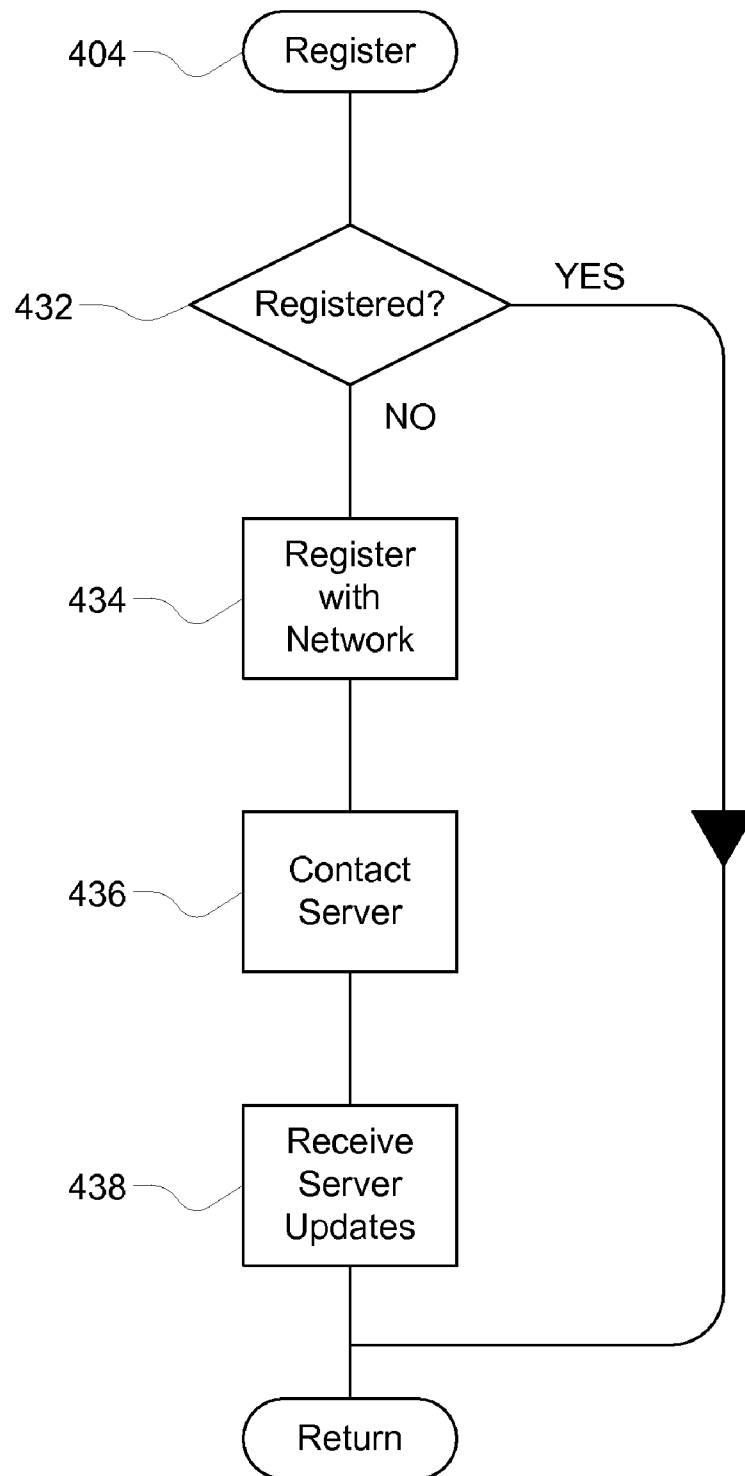 404
Register
432
Registered?
YES
NO
434
Register
with
Network
436
Contact
Server
438
Receive
Server
Updates
Return